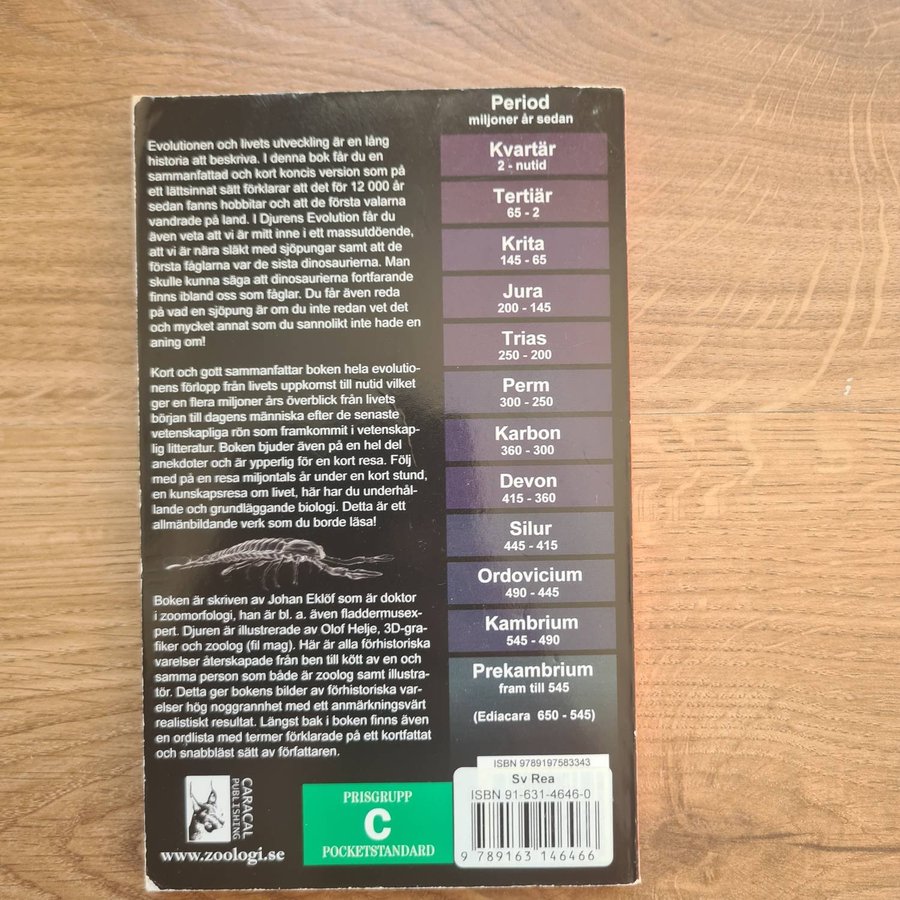 Evolutionen och livets utveckling är en lång
historia att beskriva. I denna bok får du en
sammanfattad och kort koncis version som på
ett lättsinnat sätt förklarar att det för 12 000 år
sedan fanns hobbitar och att de första valarna
vandrade på land. I Djurens Evolution får du
även veta att vi är mitt inne i ett massutdöende,
att vi är nära släkt med sjöpungar samt att de
första fåglarna var de sista dinosaurierna. Man
skulle kunna säga att dinosaurierna fortfarande
finns ibland oss som fåglar. Du får även reda
på vad en sjöpung är om du inte redan vet det
och mycket annat som du sannolikt inte hade en
aning om!
Kort och gott sammanfattar boken hela evolutio-
nens förlopp från livets uppkomst till nutid vilket
ger en flera miljoner års överblick från livets
början till dagens människa efter de senaste
vetenskapliga rön som framkommit i vetenskap-
lig litteratur. Boken bjuder även på en hel del
anekdoter och är ypperlig för en kort resa. Följ
med på en resa miljontals år under en kort stund,
en kunskapsresa om livet, här har du underhål-
lande och grundläggande biologi. Detta är ett
allmänbildande verk som du borde läsa!
Boken är skriven av Johan Eklöf som är doktor
i zoomorfologi, han är bl. a. även fladdermusex-
pert. Djuren är illustrerade av Olof Helje, 3D-gra-
fiker och zoolog (fil mag). Här är alla förhistoriska
varelser återskapade från ben till kött av en och
samma person som både är zoolog samt illustra-
tör. Detta ger bokens bilder av förhistoriska var-
elser hög noggrannhet med ett anmärkningsvärt
realistiskt resultat. Längst bak i boken finns även
en ordlista med termer förklarade på ett kortfattat
och snabbläst sätt av författaren.
Period
miljoner år sedan
Kvartär
2 - nutid
Tertiär
65 - 2
Krita
145 - 65
Jura
200 - 145
Trias
250 - 200
Perm
300 - 250
Karbon
360 - 300
Devon
415 - 360
Silur
445 - 415
Ordovicium
490 - 445
Kambrium
545 - 490
Prekambrium
fram till 545
(Ediacara 650 - 545)
CARACAL
PUBLISHING
www.zoologi.se
PRISGRUPP
C
POCKETSTANDARD
ISBN 9789197583343
Sv Rea
ISBN 91-631-4646-0
9 789163 146466